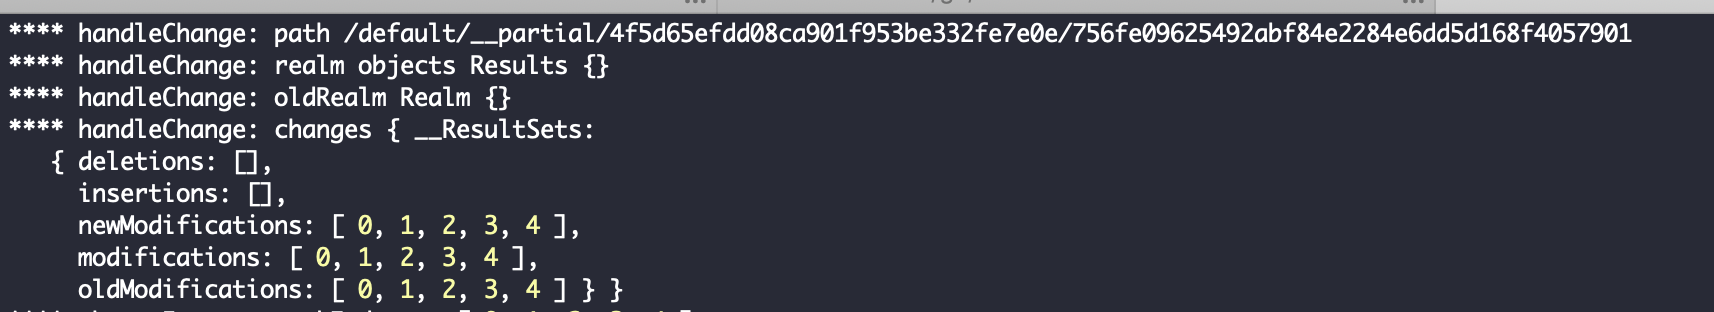 **** handleChange: path /default/__partial/4f5d65efdd08ca901f953be332fe7e0e/756fe09625492abf84e2284e6dd5d168f4057901
**** handleChange: realm objects Results {}
**** handleChange: oldRealm Realm {}
**** handleChange: changes { __ResultSets:
{ deletions: [],
insertions: [],
newModifications: [ 0, 1, 2, 3, 4 ],
modifications: [ 0, 1, 2, 3, 4 ],
oldModifications: [ 0, 1, 2, 3, 4 ] } }